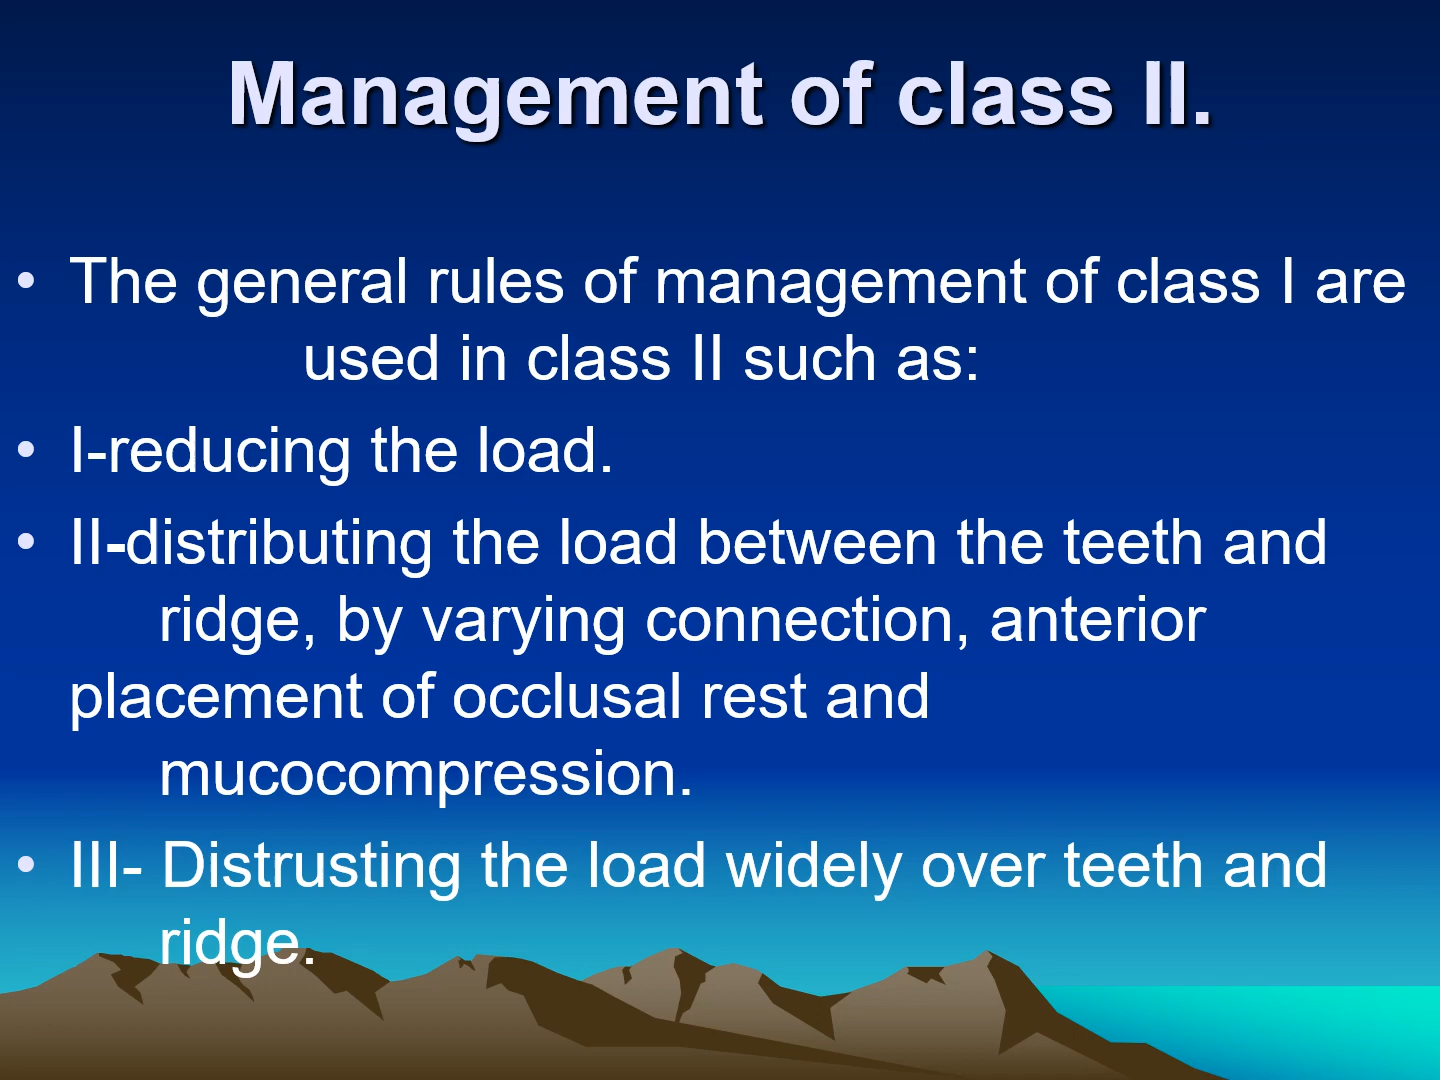 Management of class II.
• The general rules of management of class I are
used in class II such as:
• I-reducing the load.
• II-distributing the load between the teeth and
ridge, by varying connection, anterior
placement of occlusal rest and
mucocompression.
• III- Distrusting the load widely over teeth and
ridge.